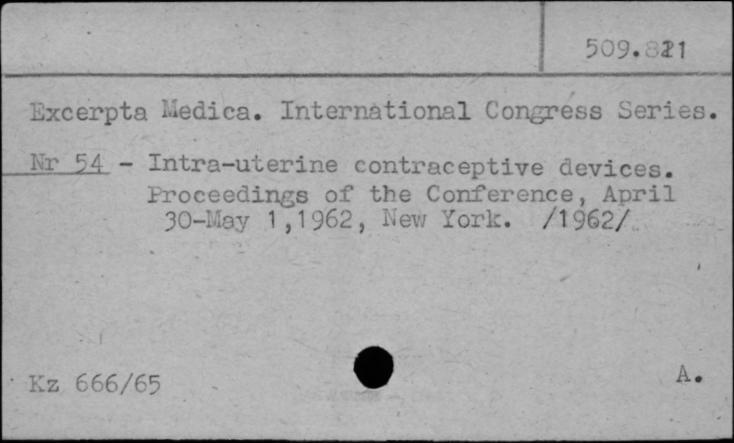 509.821
Excerpta Medica. International Congress Series.
Nr 54 - Intra-uterine contraceptive devices.
Proceedings of the Conference, April
30-May 1,1962, New York. /1962/
Kz 666/65
A.